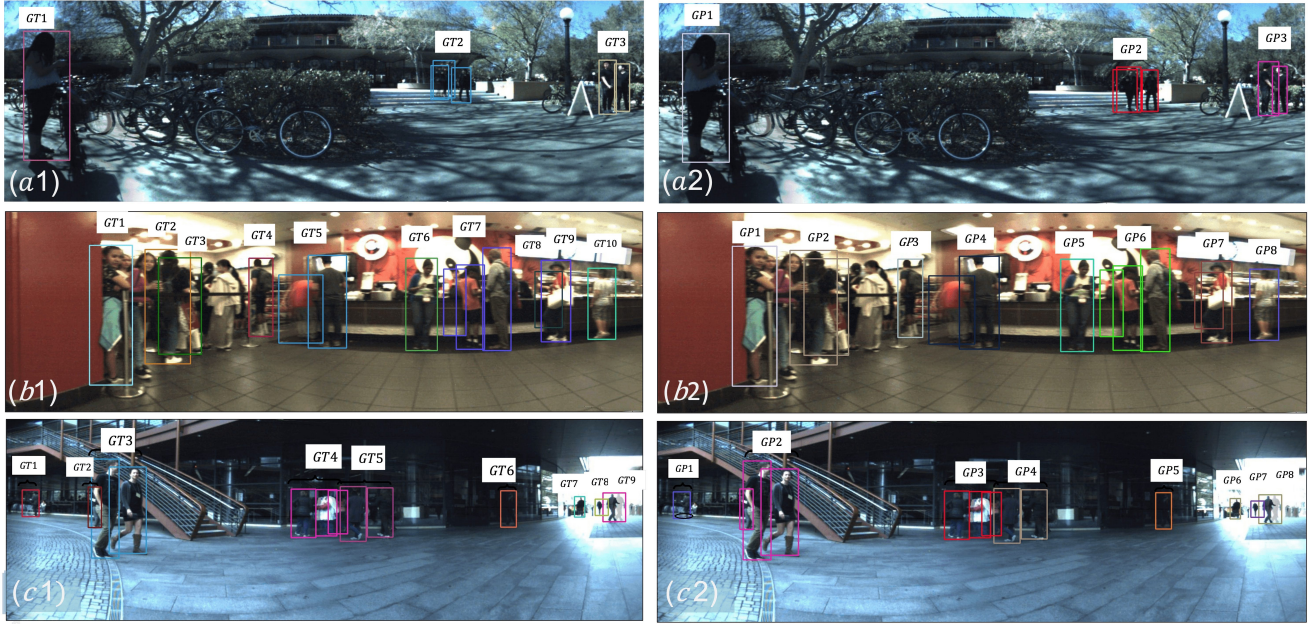 GT1
GT2
GT3
(a1)
GP1
GP2
GP3
(a2)
GT1
GT2
GT3
GT4
GT5
GT6
GT7
GT8
GT9
GT10
(b1)
GP1
GP2
GP3
GP4
GP5
GP6
GP7
GP8
(b2)
GT1
GT2
GT3
GT4
GT5
GT6
GT7
GT8
GT9
(c1)
GP1
GP2
GP3
GP4
GP5
GP6
GP7
GP8
(c2)